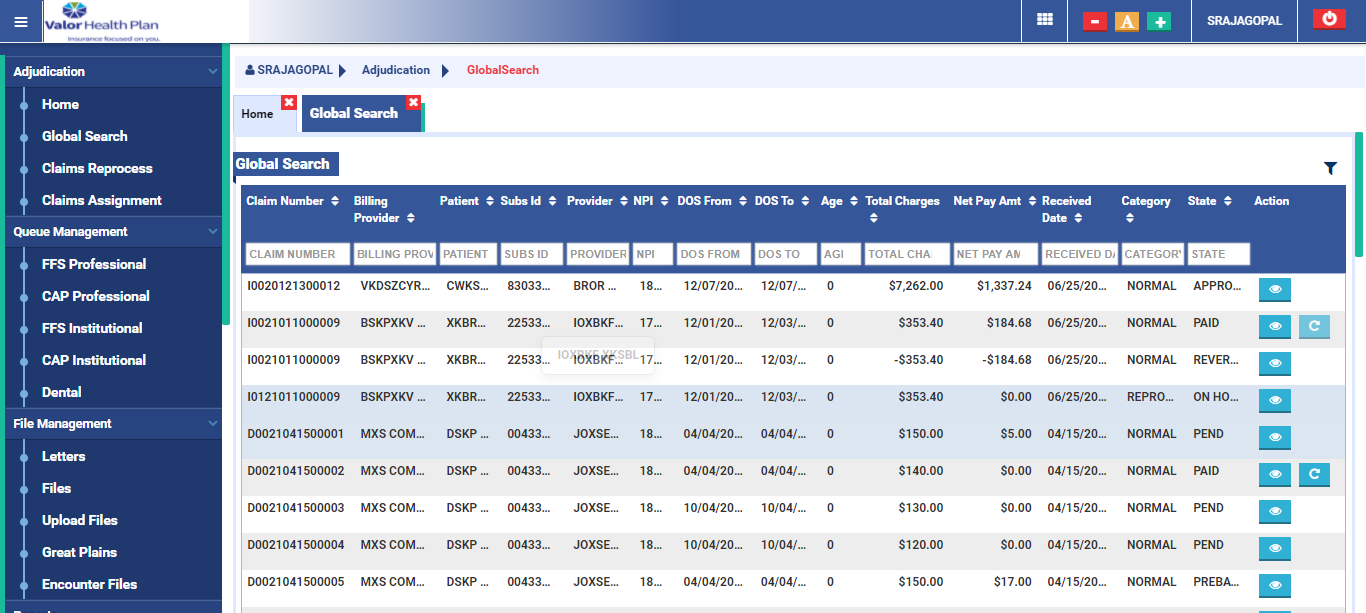 Valor Health Plan
Insurance focused on you.
A
SRAJAGOPAL
SRAJAGOPAL Adjudication GlobalSearch
Home Global Search
Global Search
Adjudication
Home
Global Search
Claims Reprocess
Claims Assignment
Queue Management
FFS Professional
CAP Professional
FFS Institutional
CAP Institutional
Dental
File Management
Letters
Files
Upload Files
Great Plains
Encounter Files
Claim Number Billing Provider Patient Subs Id Provider NPI DOS From DOS To Age Total Charges Net Pay Amt Received Date Category State Action
CLAIM NUMBER BILLING PROV PATIENT SUBS ID PROVIDER NPI DOS FROM DOS TO AGI TOTAL CHA NET PAY AM RECEIVED DA CATEGORY STATE
I0020121300012 VKDSZCYR... CWKS... 83033... BROR ... 18... 12/07/20... 12/07/... 0 $7,262.00 $1,337.24 06/25/20... NORMAL APPRO...
I0021011000009 BSKPXKV ... XKBR... 22533... IOXBKF... 17... 12/01/20... 12/03/... 0 $353.40 $184.68 06/25/20... NORMAL PAID
IOXBKF XKSBL
I0021011000009 BSKPXKV ... XKBR... 22533... IOXBKF... 17... 12/01/20... 12/03/... 0 -$353.40 -$184.68 06/25/20... NORMAL REVER...
I0121011000009 BSKPXKV ... XKBR... 22533... IOXBKF... 17... 12/01/20... 12/03/... 0 $353.40 $0.00 06/25/20... REPRO... ON HO...
D0021041500001 MXS COM... DSKP ... 00433... JOXSE... 18... 04/04/20... 04/04/... 0 $150.00 $5.00 04/15/20... NORMAL PEND
D0021041500002 MXS COM... DSKP ... 00433... JOXSE... 18... 04/04/20... 04/04/... 0 $140.00 $0.00 04/15/20... NORMAL PAID
D0021041500003 MXS COM... DSKP ... 00433... JOXSE... 18... 10/04/20... 10/04/... 0 $130.00 $0.00 04/15/20... NORMAL PEND
D0021041500004 MXS COM... DSKP ... 00433... JOXSE... 18... 10/04/20... 10/04/... 0 $120.00 $0.00 04/15/20... NORMAL PEND
D0021041500005 MXS COM... DSKP ... 00433... JOXSE... 18... 04/04/20... 04/04/... 0 $150.00 $17.00 04/15/20... NORMAL PREBA...